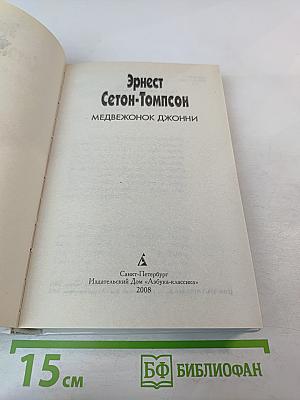 Эрнест
Сетон-Томпсон
МЕДВЕЖОНОК ДЖОННИ
Санкт-Петербург
Издательский Дом «Азбука-классика»
2008
15 см
БФ БИБЛИОФАН